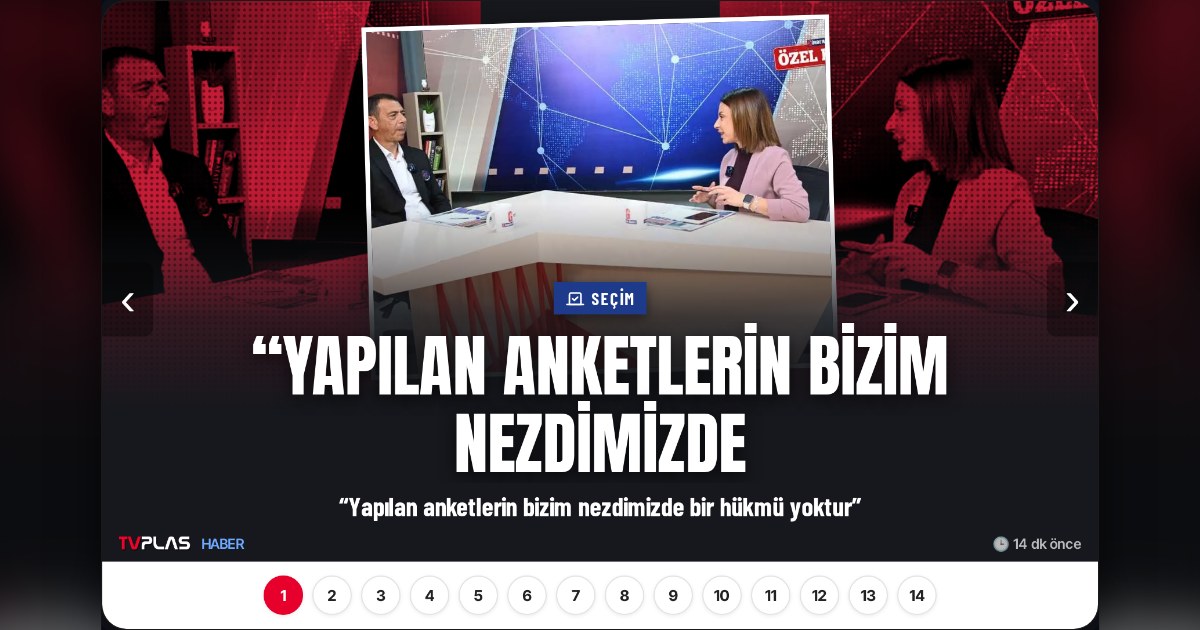 ÖZEL
SEÇİM
“YAPILAN ANKETLERİN BİZİM
NEZDİMİZDE
“Yapılan anketlerin bizim nezdimizde bir hükmü yoktur”
TVPLAS HABER
14 dk önce
1 2 3 4 5 6 7 8 9 10 11 12 13 14